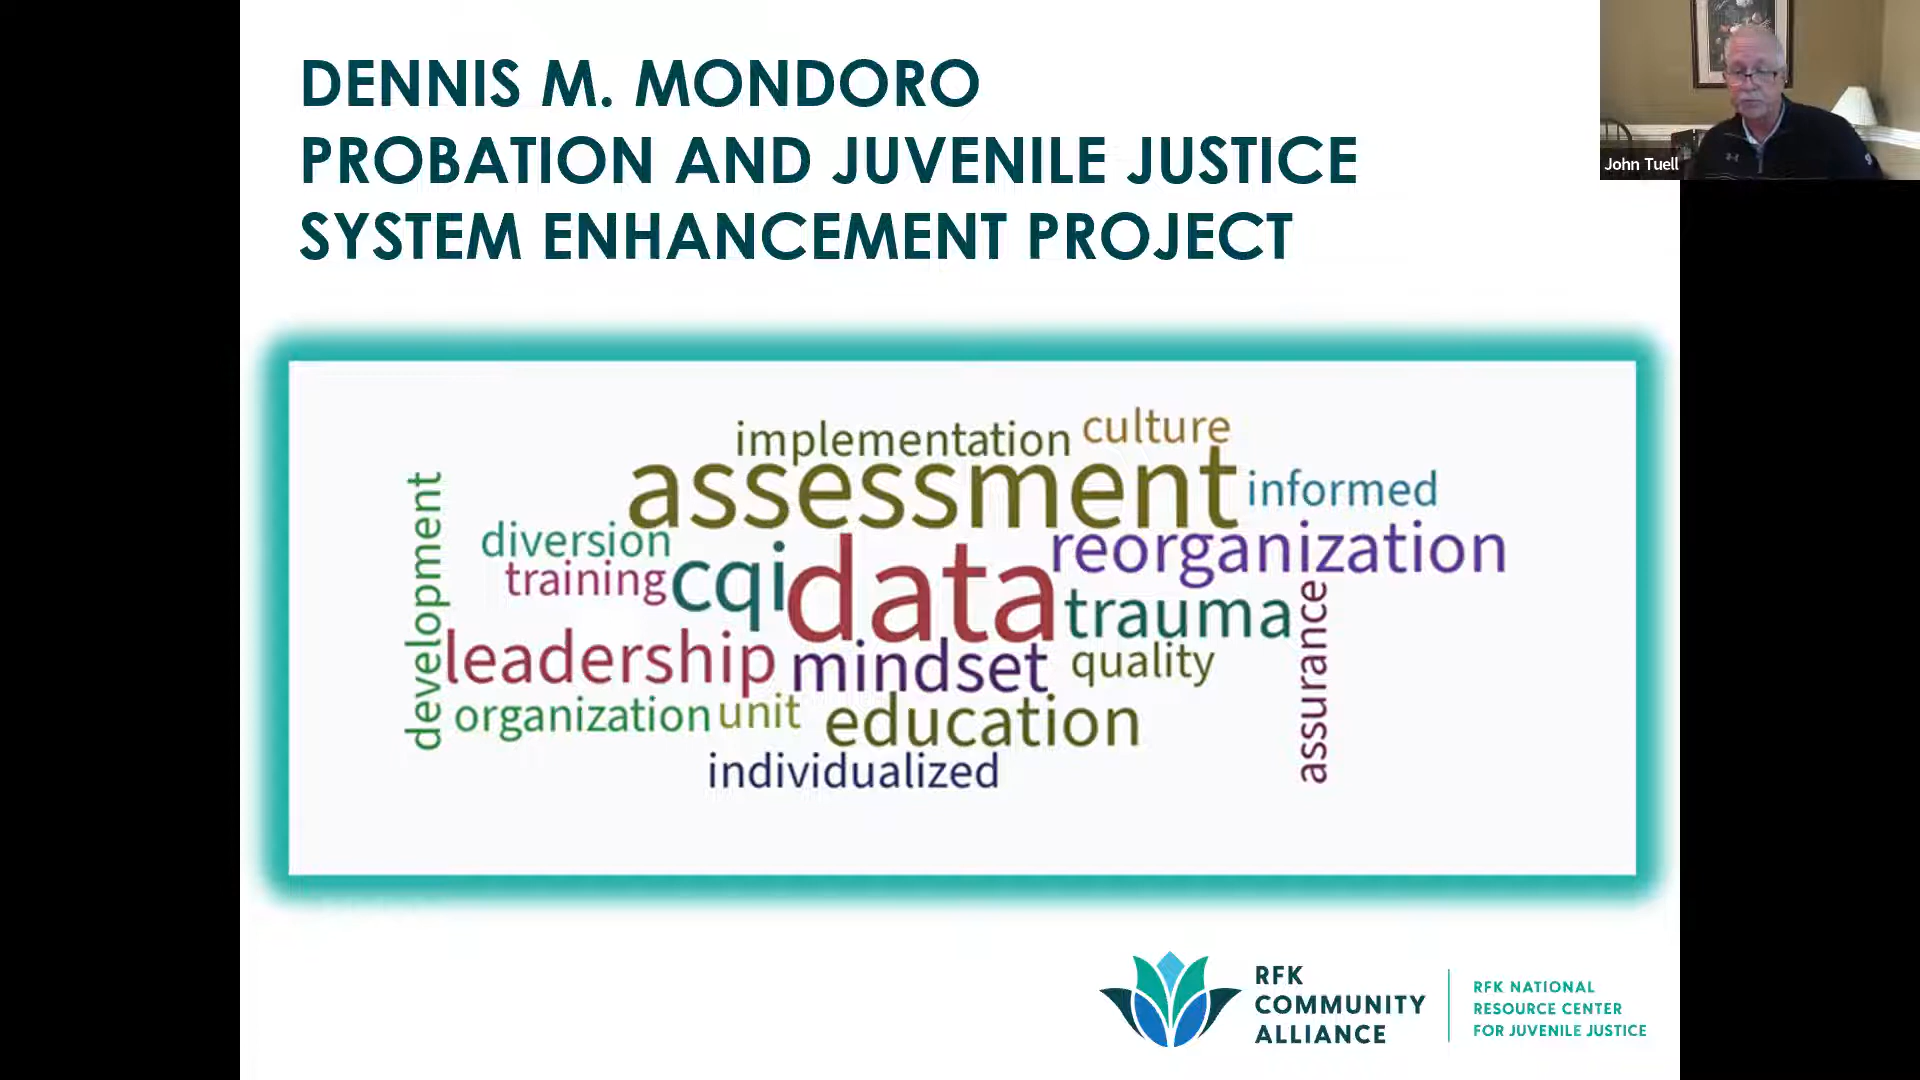 DENNIS M. MONDORO
PROBATION AND JUVENILE JUSTICE
SYSTEM ENHANCEMENT PROJECT
John Tuell
implementation
culture
assessment
informed
development
diversion
reorganization
training
cqi
data
trauma
assurance
leadership
mindset
quality
organization
unit
education
individualized
RFK
COMMUNITY
ALLIANCE
RFK NATIONAL
RESOURCE CENTER
FOR JUVENILE JUSTICE